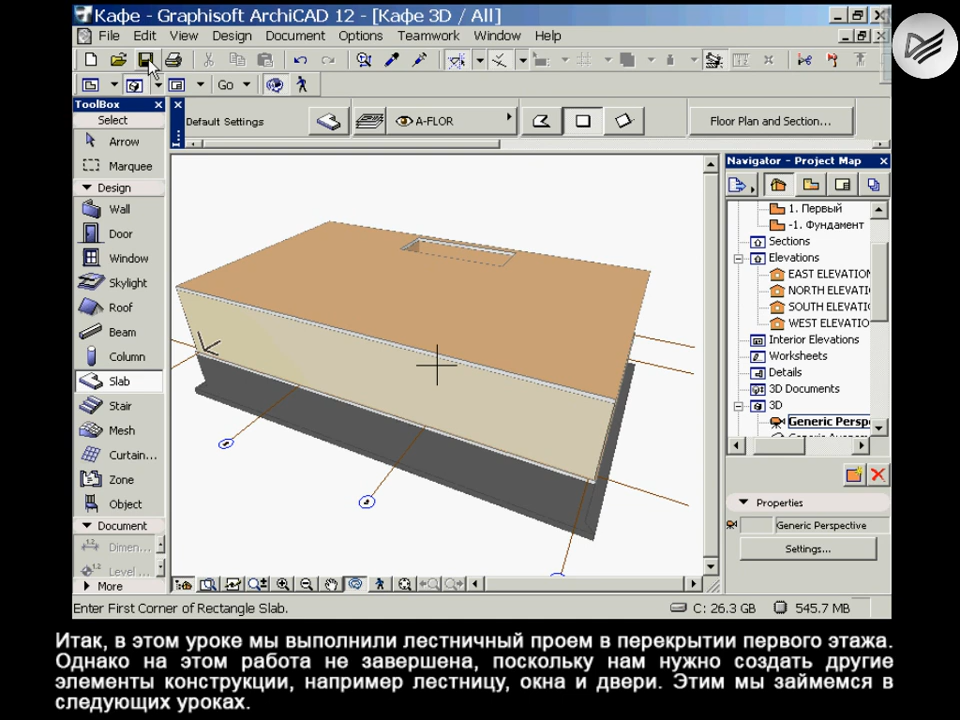 Кафе - Graphisoft ArchiCAD 12 - [Кафе 3D / All]
File Edit View Design Document Options Teamwork Window Help
Go
ToolBox
Select
Arrow
Marquee
Design
Wall
Door
Window
Skylight
Roof
Beam
Column
Slab
Stair
Mesh
Curtain...
Zone
Object
Document
Dimen...
Level ...
More
Default Settings
A-FLOR
Floor Plan and Section...
Navigator - Project Map
1. Первый
-1. Фундамент
Sections
Elevations
EAST ELEVATION
NORTH ELEVATI
SOUTH ELEVATI
WEST ELEVATIO
Interior Elevations
Worksheets
Details
3D Documents
3D
Generic Persp
Properties
Generic Perspective
Settings...
Enter First Corner of Rectangle Slab.
C: 26.3 GB
545.7 MB
Итак, в этом уроке мы выполнили лестничный проем в перекрытии первого этажа.
Однако на этом работа не завершена, поскольку нам нужно создать другие
элементы конструкции, например лестницу, окна и двери. Этим мы займемся в
следующих уроках.